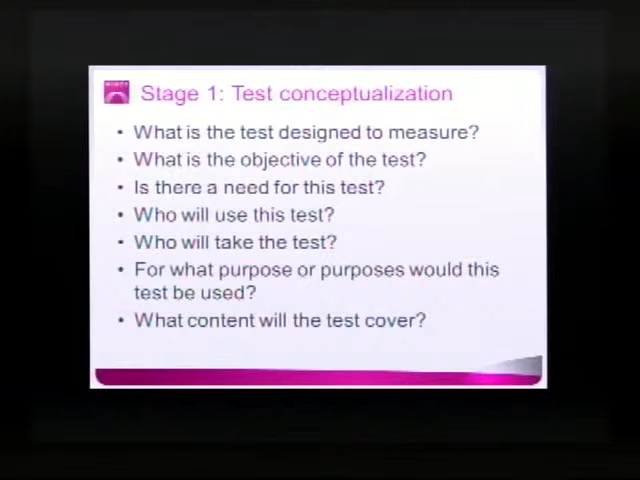 Stage 1: Test conceptualization
• What is the test designed to measure?
• What is the objective of the test?
• Is there a need for this test?
• Who will use this test?
• Who will take the test?
• For what purpose or purposes would this
test be used?
• What content will the test cover?